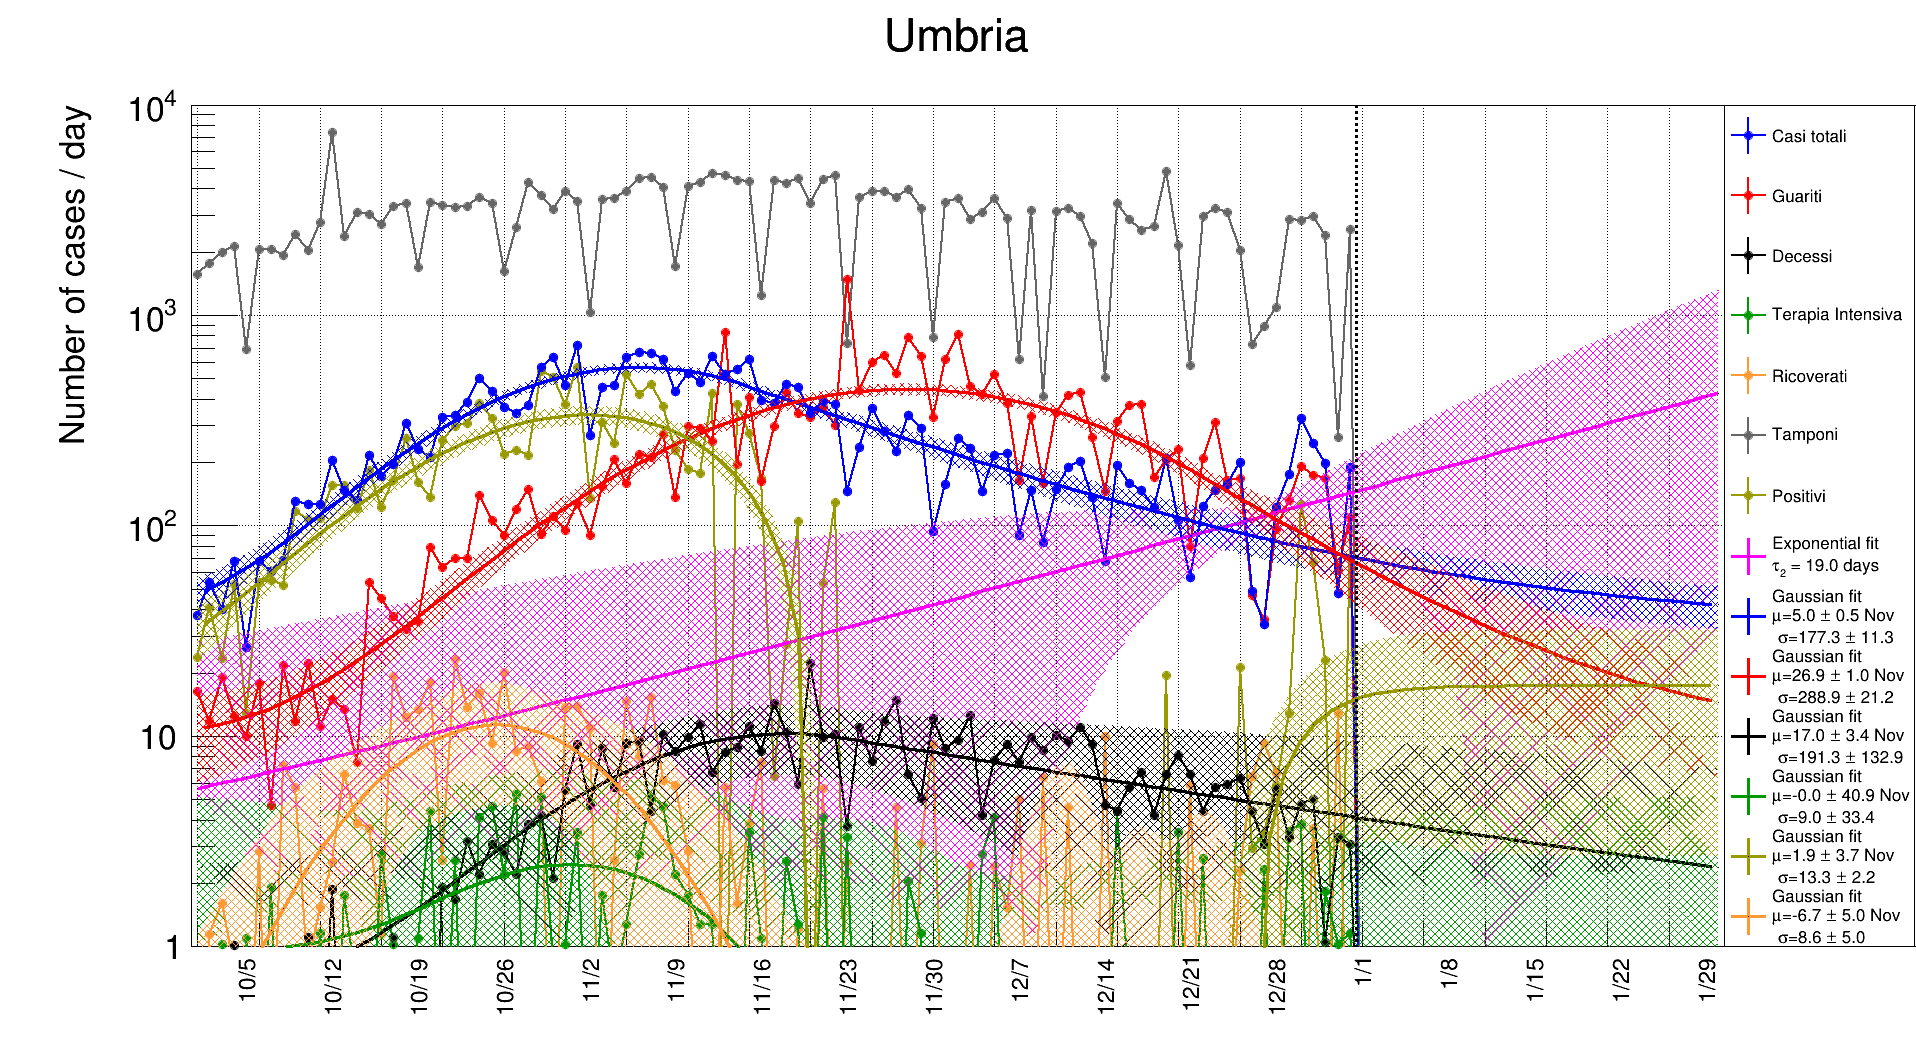 Umbria
Number of cases / day
10^4
10^3
10^2
10
1
10/5
10/12
10/19
10/26
11/2
11/9
11/16
11/23
11/30
12/7
12/14
12/21
12/28
1/1
1/8
1/15
1/22
1/29
Casi totali
Guariti
Decessi
Terapia Intensiva
Ricoverati
Tamponi
Positivi
Exponential fit
τ_2 = 19.0 days
Gaussian fit
μ=5.0 ± 0.5 Nov
σ=177.3 ± 11.3
Gaussian fit
μ=26.9 ± 1.0 Nov
σ=288.9 ± 21.2
Gaussian fit
μ=17.0 ± 3.4 Nov
σ=191.3 ± 132.9
Gaussian fit
μ=-0.0 ± 40.9 Nov
σ=9.0 ± 33.4
Gaussian fit
μ=1.9 ± 3.7 Nov
σ=13.3 ± 2.2
Gaussian fit
μ=-6.7 ± 5.0 Nov
σ=8.6 ± 5.0